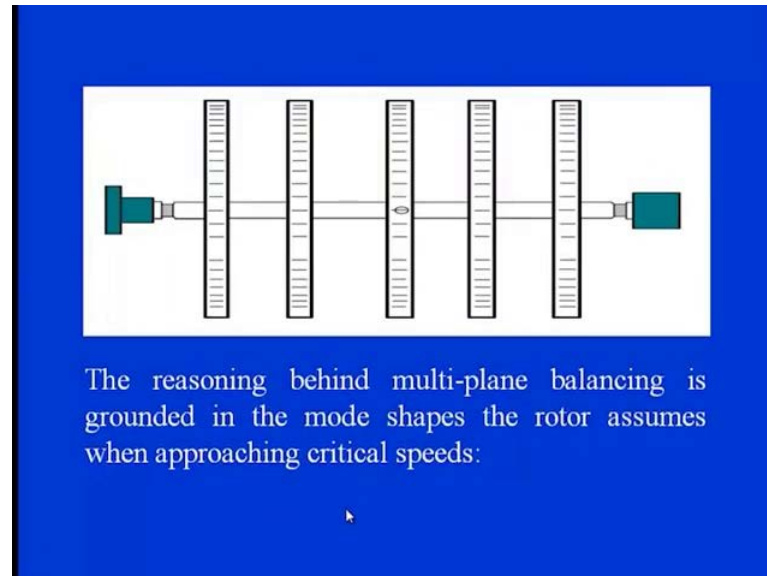 The reasoning behind multi-plane balancing is
grounded in the mode shapes the rotor assumes
when approaching critical speeds: